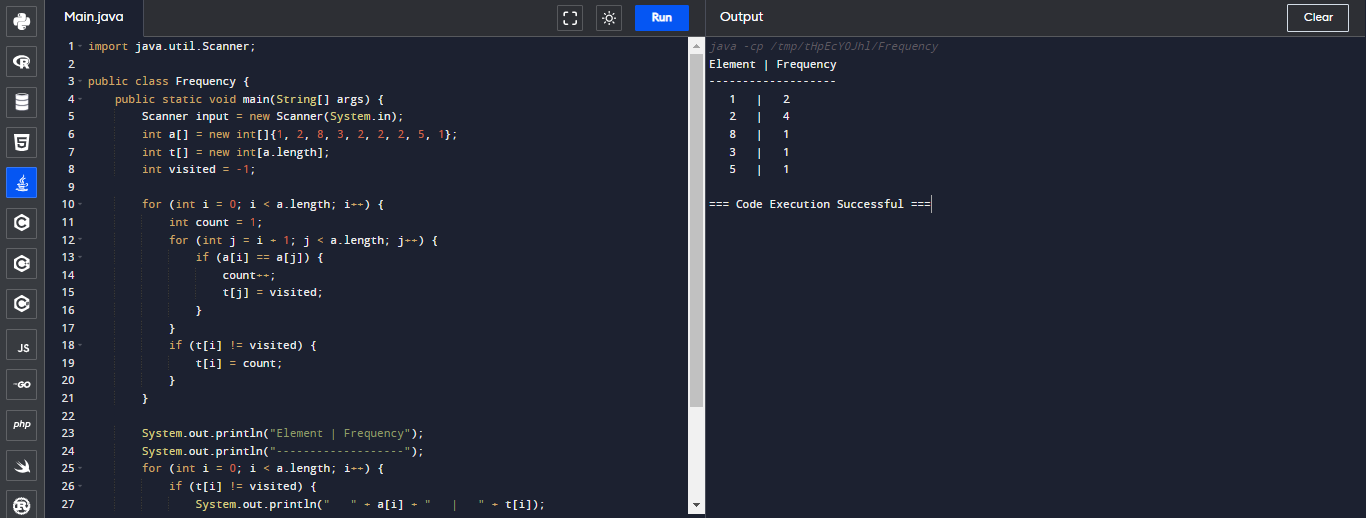 Main.java
Run
Output
Clear
1 import java.util.Scanner;
2
3 public class Frequency {
4 public static void main(String[] args) {
5 Scanner input = new Scanner(System.in);
6 int a[] = new int[]{1, 2, 8, 3, 2, 2, 2, 5, 1};
7 int t[] = new int[a.length];
8 int visited = -1;
9
10 for (int i = 0; i < a.length; i++) {
11 int count = 1;
12 for (int j = i + 1; j < a.length; j++) {
13 if (a[i] == a[j]) {
14 count++;
15 t[j] = visited;
16 }
17 }
18 if (t[i] != visited) {
19 t[i] = count;
20 }
21 }
22
23 System.out.println("Element | Frequency");
24 System.out.println("-------------------");
25 for (int i = 0; i < a.length; i++) {
26 if (t[i] != visited) {
27 System.out.println("   " + a[i] + "   |   " + t[i]);
java -cp /tmp/tHpEcYOJhl/Frequency
Element | Frequency
-------------------
1 | 2
2 | 4
8 | 1
3 | 1
5 | 1
=== Code Execution Successful ===
R
5
C
C
C
JS
GO
php
R